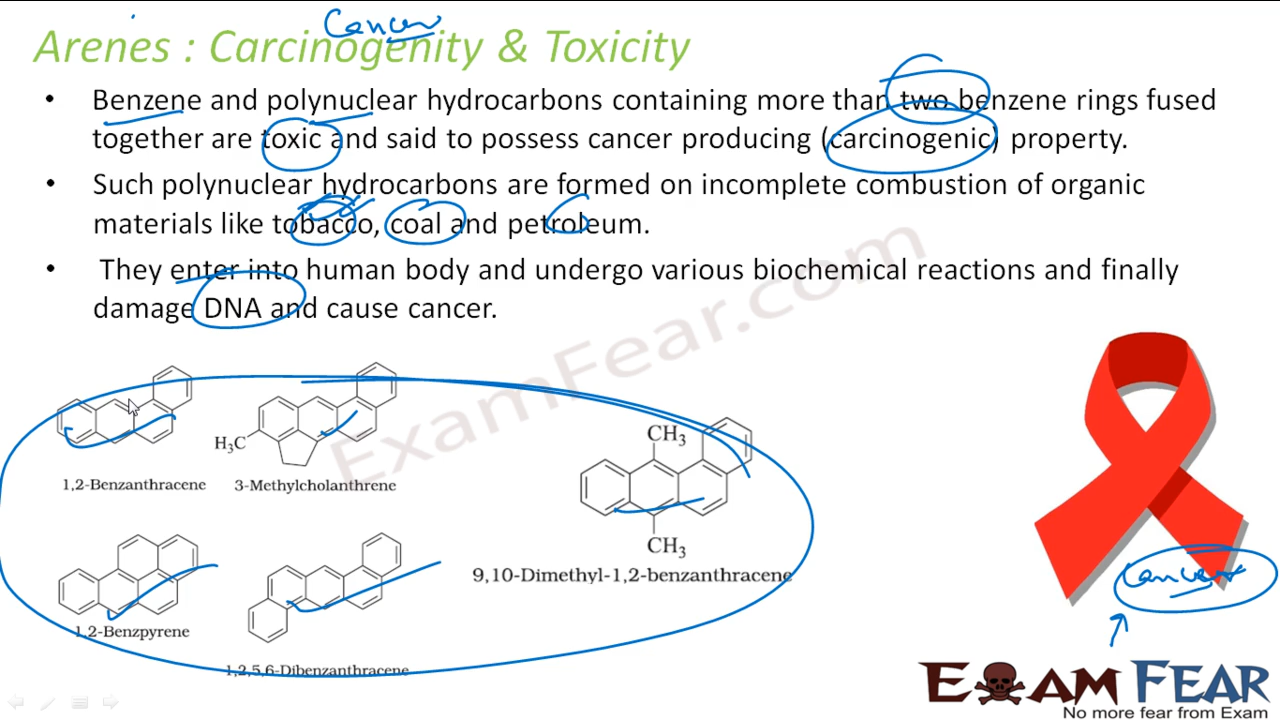 Cancer
Arenes : Carcinogenity & Toxicity
• Benzene and polynuclear hydrocarbons containing more than two benzene rings fused
together are toxic and said to possess cancer producing (carcinogenic) property.
• Such polynuclear hydrocarbons are formed on incomplete combustion of organic
materials like tobacco, coal and petroleum.
• They enter into human body and undergo various biochemical reactions and finally
damage DNA and cause cancer.
ExamFear.com
H₃C
1,2-Benzanthracene
3-Methylcholanthrene
CH₃
CH₃
9,10-Dimethyl-1,2-benzanthracene
1,2-Benzpyrene
1,2,5,6-Dibenzanthracene
Cancer
EXAM FEAR
No more fear from Exam